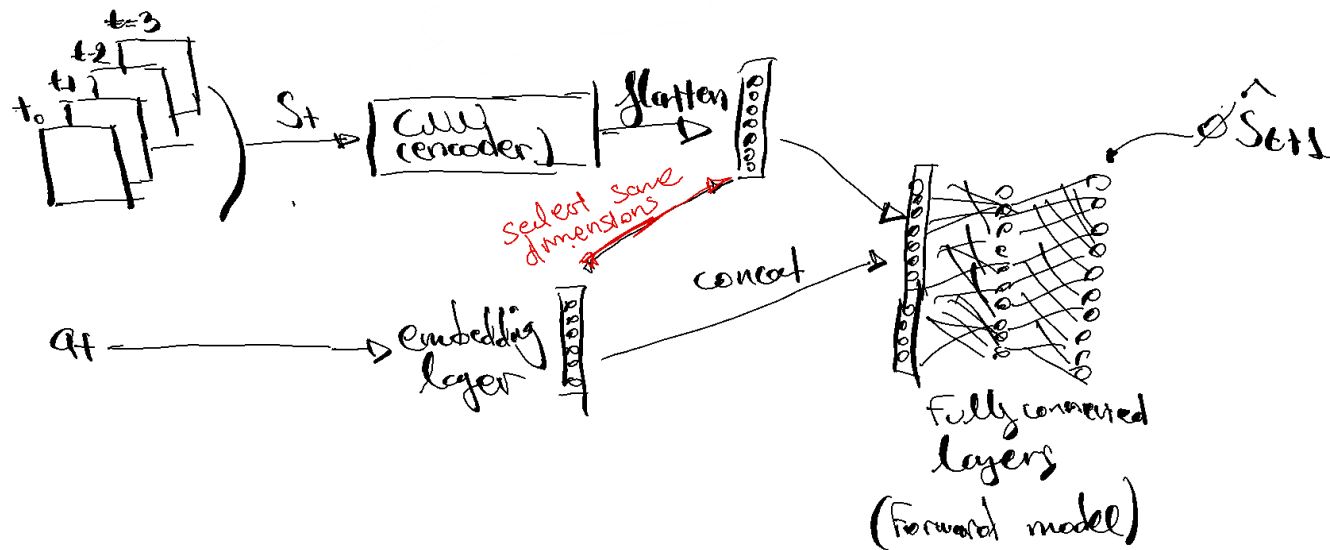 t=3
t-2
t-1
t₀
St
CNN
(encoder)
flatten
ϕ Ŝt+1
select same
dimensions
concat
at
embedding
layer
Fully connected
layers
(Forward model)